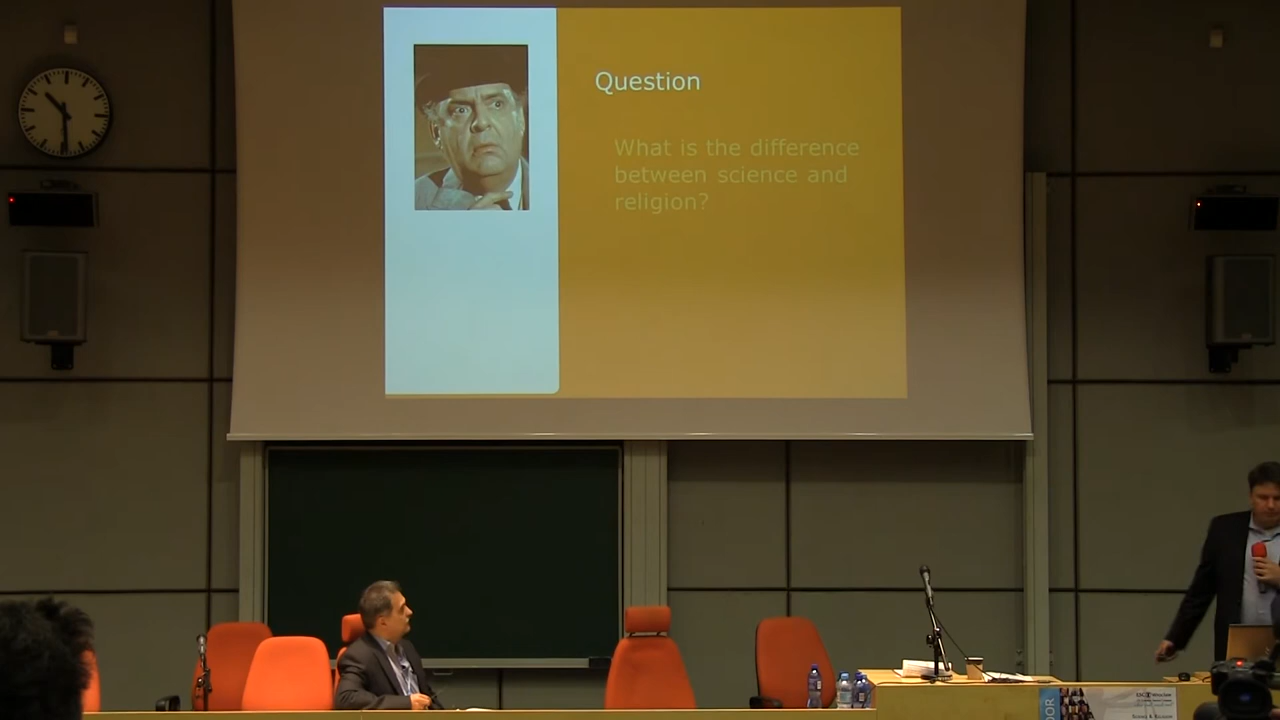 Question
What is the difference
between science and
religion?